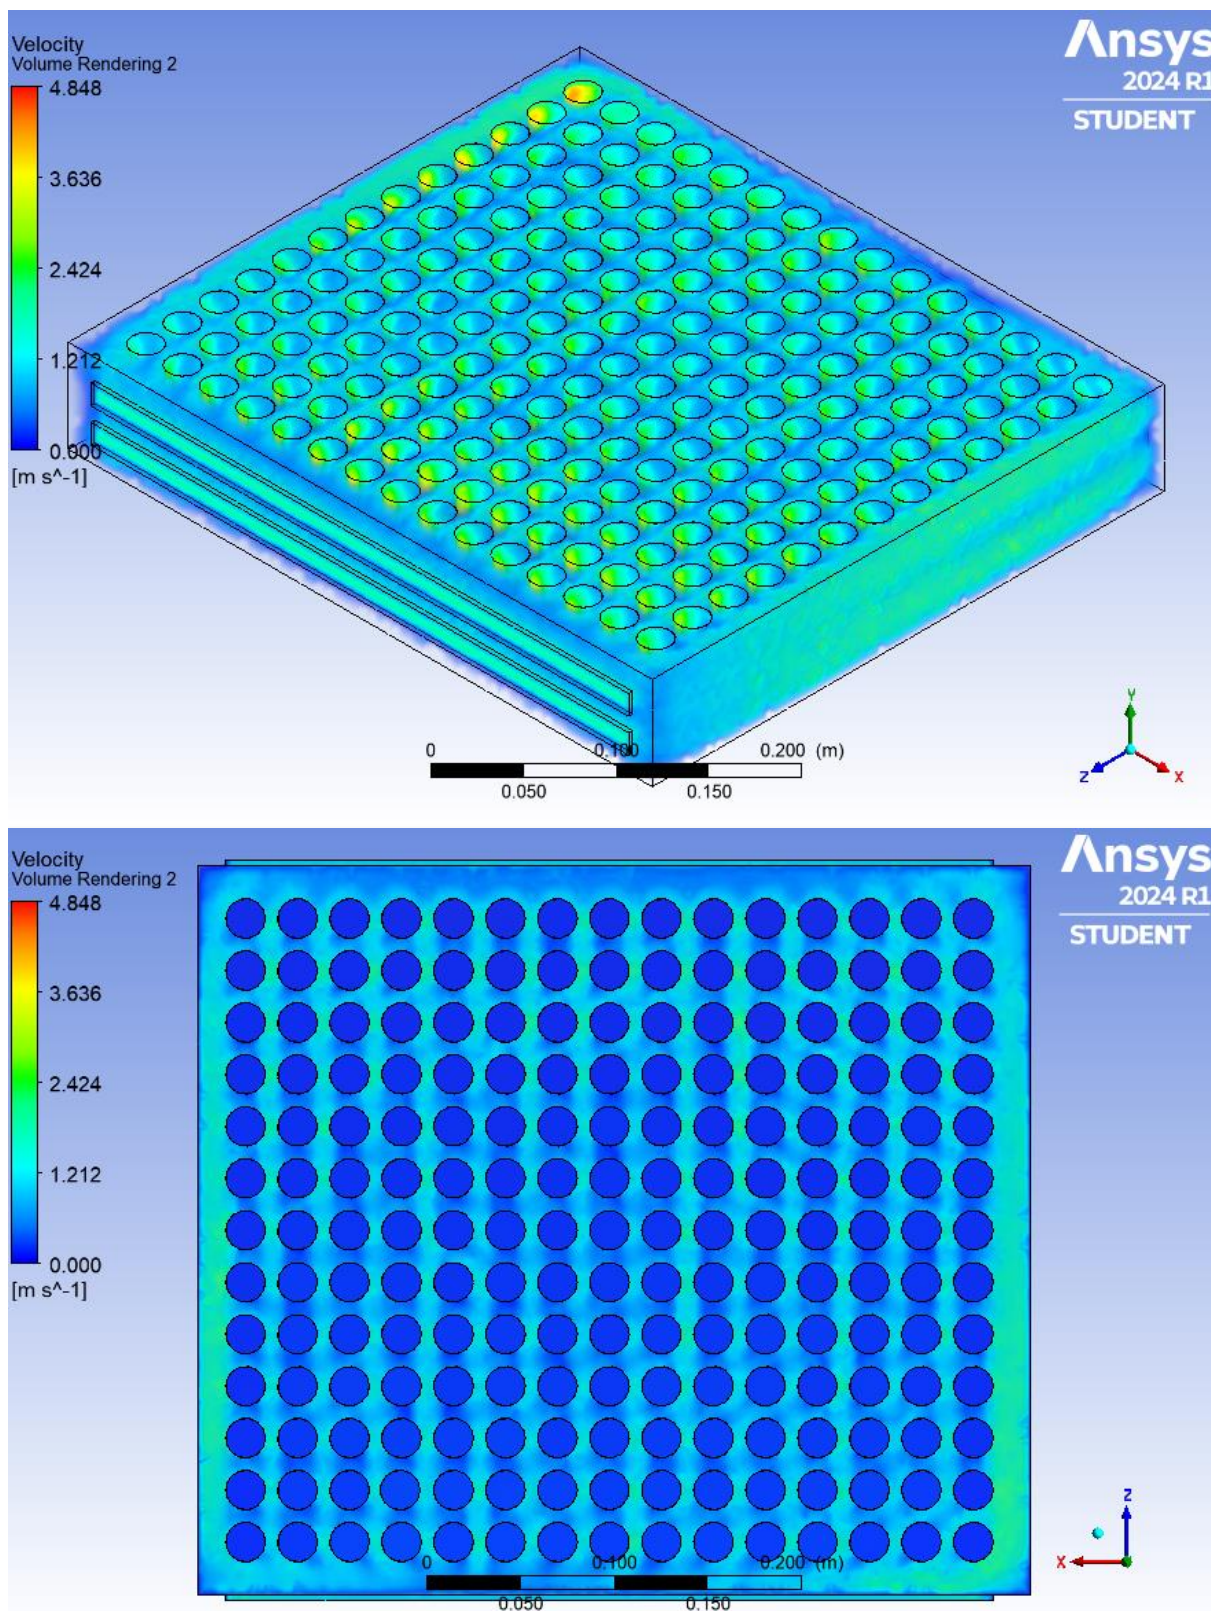 Velocity
Volume Rendering 2
4.848
3.636
2.424
1.212
0.000
[m s^-1]
Ansys
2024 R1
STUDENT
0 0.100 0.200 (m)
0.050 0.150
Y
Z X
Velocity
Volume Rendering 2
4.848
3.636
2.424
1.212
0.000
[m s^-1]
Ansys
2024 R1
STUDENT
0 0.100 0.200 (m)
0.050 0.150
Z
X